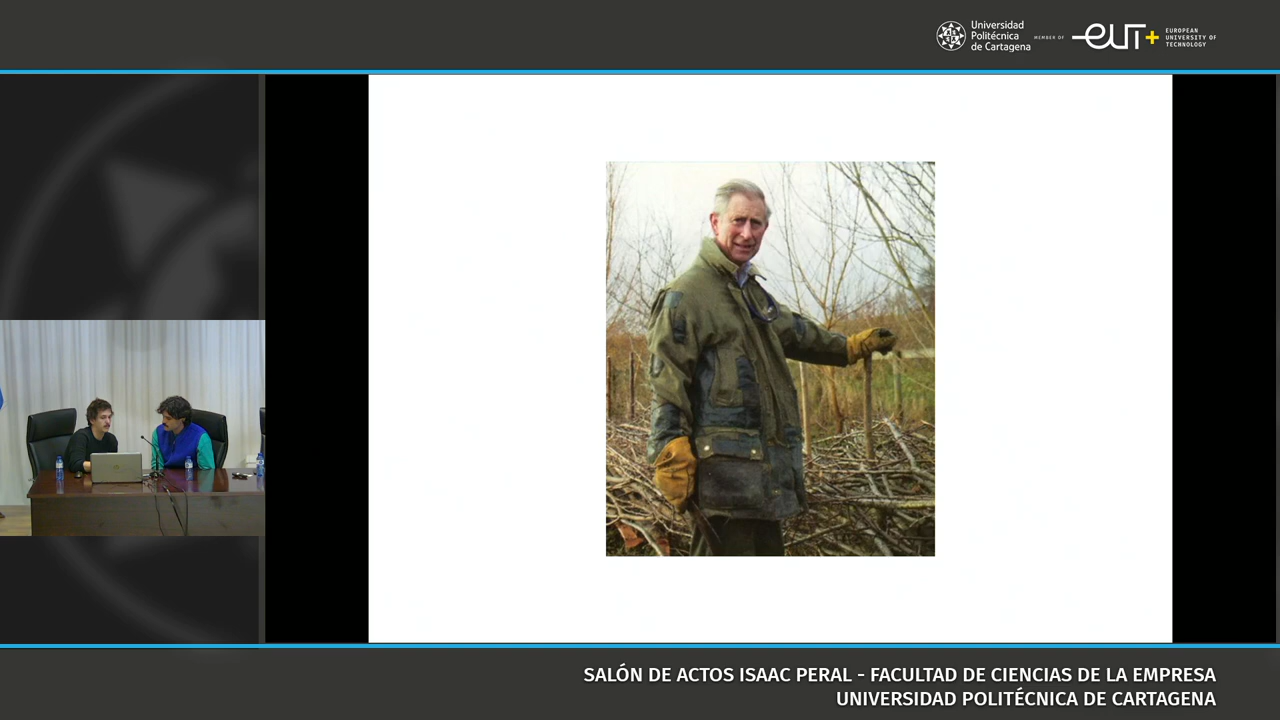 Universidad
Politécnica
de Cartagena
MEMBER OF
EUT+
EUROPEAN
UNIVERSITY OF
TECHNOLOGY
SALÓN DE ACTOS ISAAC PERAL - FACULTAD DE CIENCIAS DE LA EMPRESA
UNIVERSIDAD POLITÉCNICA DE CARTAGENA